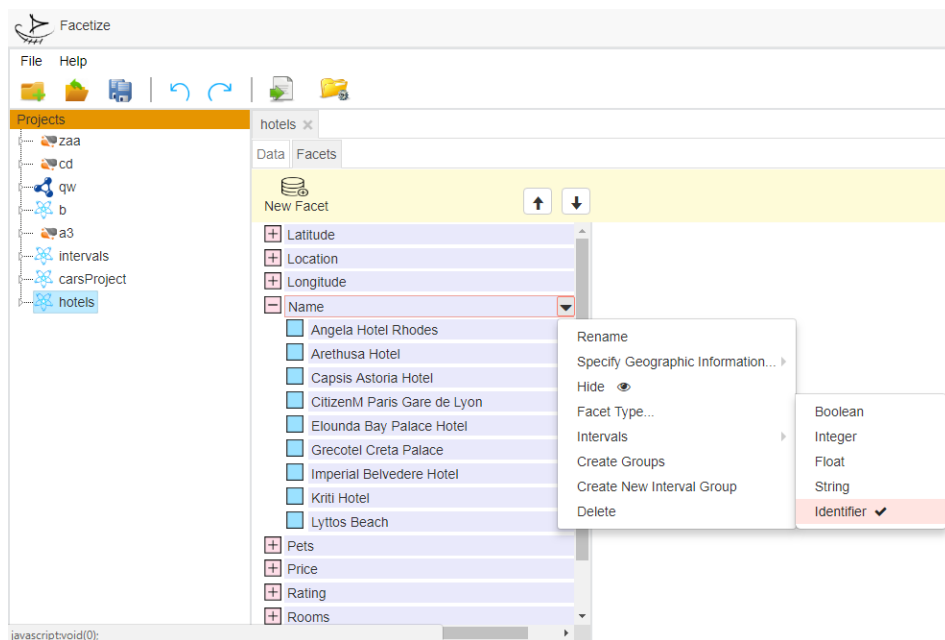 Facetize
File Help
Projects
zaa
cd
qw
b
a3
intervals
carsProject
hotels
hotels
Data Facets
New Facet
Latitude
Location
Longitude
Name
Angela Hotel Rhodes
Arethusa Hotel
Capsis Astoria Hotel
CitizenM Paris Gare de Lyon
Elounda Bay Palace Hotel
Grecotel Creta Palace
Imperial Belvedere Hotel
Kriti Hotel
Lyttos Beach
Pets
Price
Rating
Rooms
Rename
Specify Geographic Information...
Hide
Facet Type...
Intervals
Create Groups
Create New Interval Group
Delete
Boolean
Integer
Float
String
Identifier
javascript:void(0);